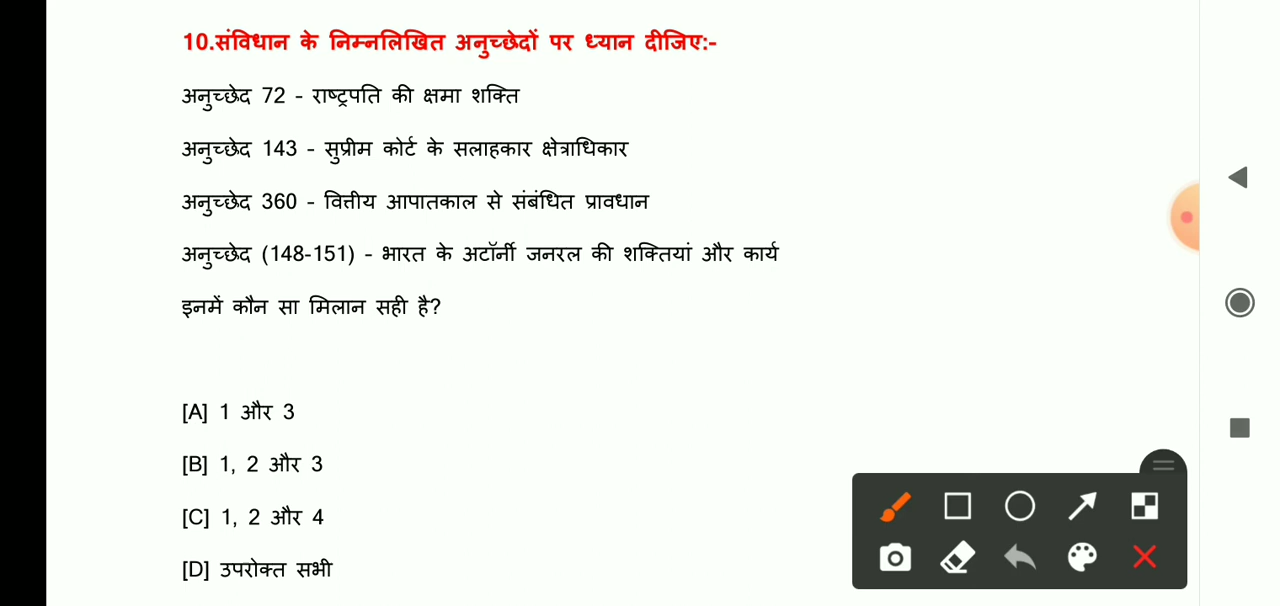 10.संविधान के निम्नलिखित अनुच्छेदों पर ध्यान दीजिए:-
अनुच्छेद 72 - राष्ट्रपति की क्षमा शक्ति
अनुच्छेद 143 - सुप्रीम कोर्ट के सलाहकार क्षेत्राधिकार
अनुच्छेद 360 - वित्तीय आपातकाल से संबंधित प्रावधान
अनुच्छेद (148-151) - भारत के अटॉर्नी जनरल की शक्तियां और कार्य
इनमें कौन सा मिलान सही है?
[A] 1 और 3
[B] 1, 2 और 3
[C] 1, 2 और 4
[D] उपरोक्त सभी